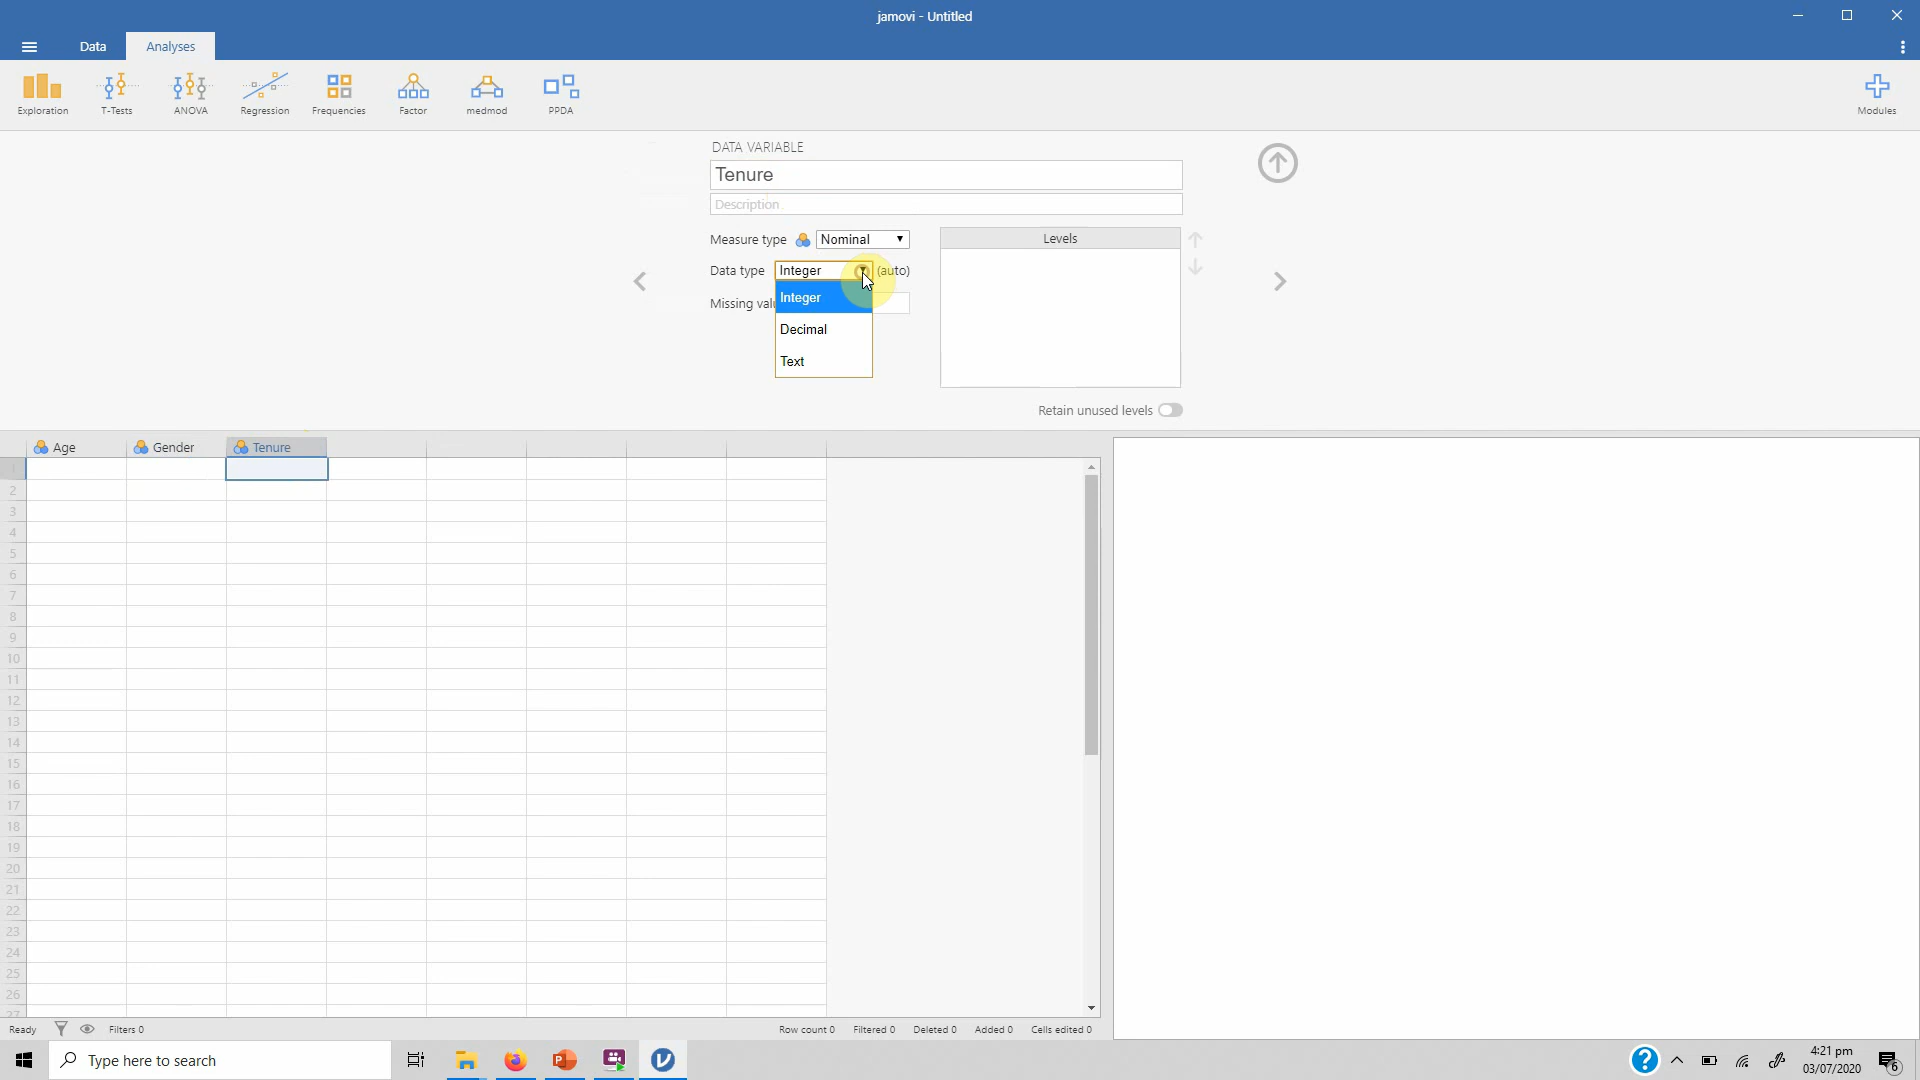 jamovi - Untitled
Data
Analyses
Exploration
T-Tests
ANOVA
Regression
Frequencies
Factor
medmod
PPDA
Modules
DATA VARIABLE
Tenure
Description
Measure type
Nominal
Levels
Data type
Integer
(auto)
Integer
Missing valu
Decimal
Text
Retain unused levels
Age
Gender
Tenure
1
2
3
4
5
6
7
8
9
10
11
12
13
14
15
16
17
18
19
20
21
22
23
24
25
26
27
Ready
Filters 0
Row count 0
Filtered 0
Deleted 0
Added 0
Cells edited 0
Type here to search
4:21 pm
03/07/2020
6